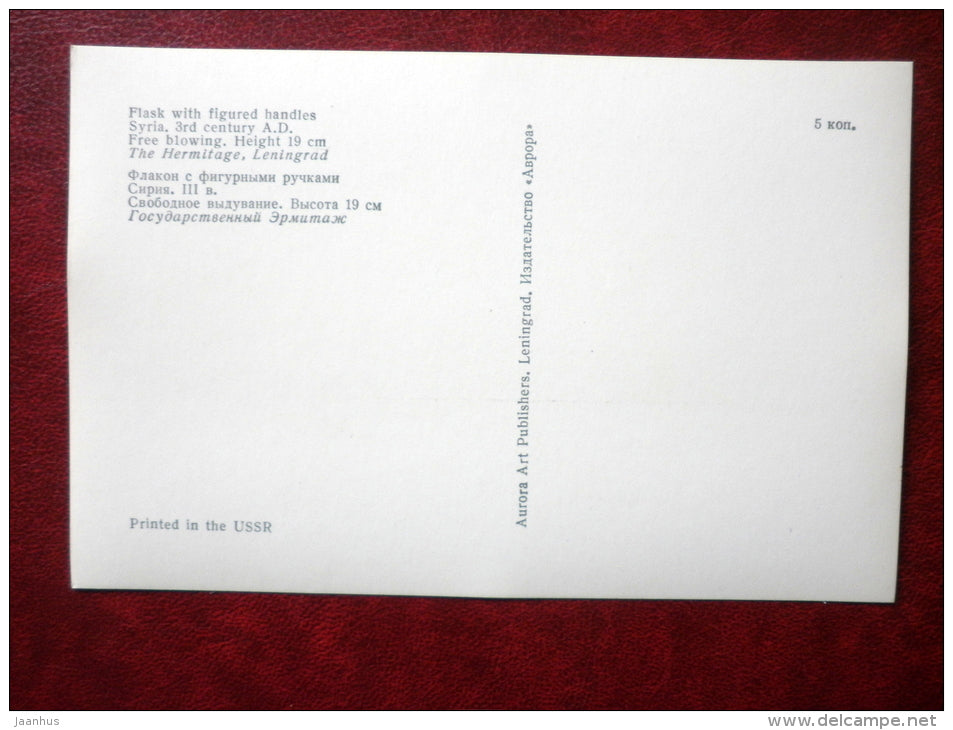 Flask with figured handles
Syria. 3rd century A.D.
Free blowing. Height 19 cm
The Hermitage, Leningrad
Флакон с фигурными ручками
Сирия. III в.
Свободное выдувание. Высота 19 см
Государственный Эрмитаж
Printed in the USSR
Aurora Art Publishers. Leningrad. Издательство «Аврора»
5 коп.
jaanhus
www.delcampe.net